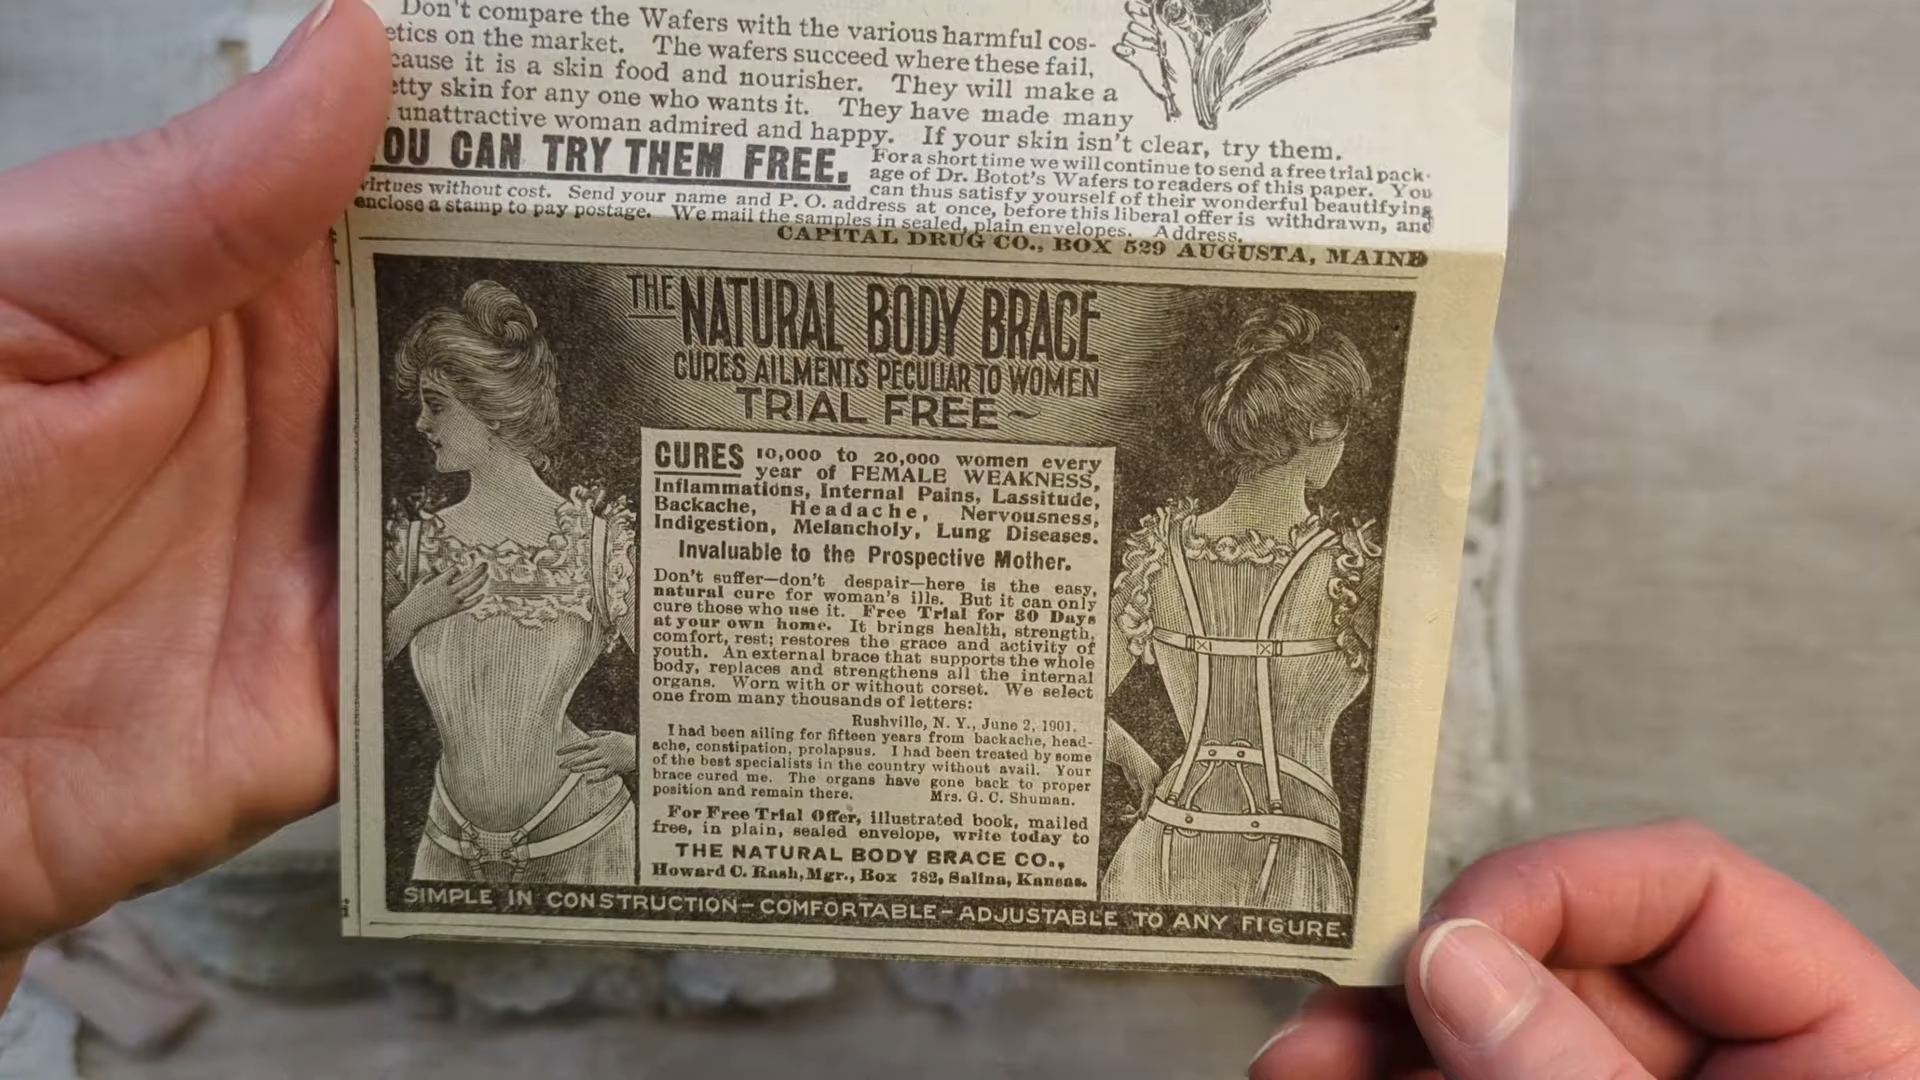 Don't compare the Wafers with the various harmful cos-
etics on the market. The wafers succeed where these fail,
cause it is a skin food and nourisher. They will make a
etty skin for any one who wants it. They have made many
unattractive woman admired and happy. If your skin isn't clear, try them.
OU CAN TRY THEM FREE.
For a short time we will continue to send a free trial pack-
age of Dr. Botot's Wafers to readers of this paper. You
can thus satisfy yourself of their wonderful beautifying
virtues without cost. Send your name and P. O. address at once, before this liberal offer is withdrawn, and
enclose a stamp to pay postage. We mail the samples in sealed, plain envelopes. Address,
CAPITAL DRUG CO., BOX 529 AUGUSTA, MAINE
THE NATURAL BODY BRACE
CURES AILMENTS PECULIAR TO WOMEN
TRIAL FREE~
CURES 10,000 to 20,000 women every
year of FEMALE WEAKNESS,
Inflammations, Internal Pains, Lassitude,
Backache, Headache, Nervousness,
Indigestion, Melancholy, Lung Diseases.
Invaluable to the Prospective Mother.
Don't suffer—don't despair—here is the easy,
natural cure for woman's ills. But it can only
cure those who use it. Free Trial for 30 Days
at your own home. It brings health, strength,
comfort, rest; restores the grace and activity of
youth. An external brace that supports the whole
body, replaces and strengthens all the internal
organs. Worn with or without corset. We select
one from many thousands of letters:
Rushville, N. Y., June 2, 1901.
I had been ailing for fifteen years from backache, head-
ache, constipation, prolapsus. I had been treated by some
of the best specialists in the country without avail. Your
brace cured me. The organs have gone back to proper
position and remain there. Mrs. G. C. Shuman.
For Free Trial Offer, illustrated book, mailed
free, in plain, sealed envelope, write today to
THE NATURAL BODY BRACE CO.,
Howard C. Rash, Mgr., Box 782, Salina, Kansas.
SIMPLE IN CONSTRUCTION—COMFORTABLE—ADJUSTABLE TO ANY FIGURE.